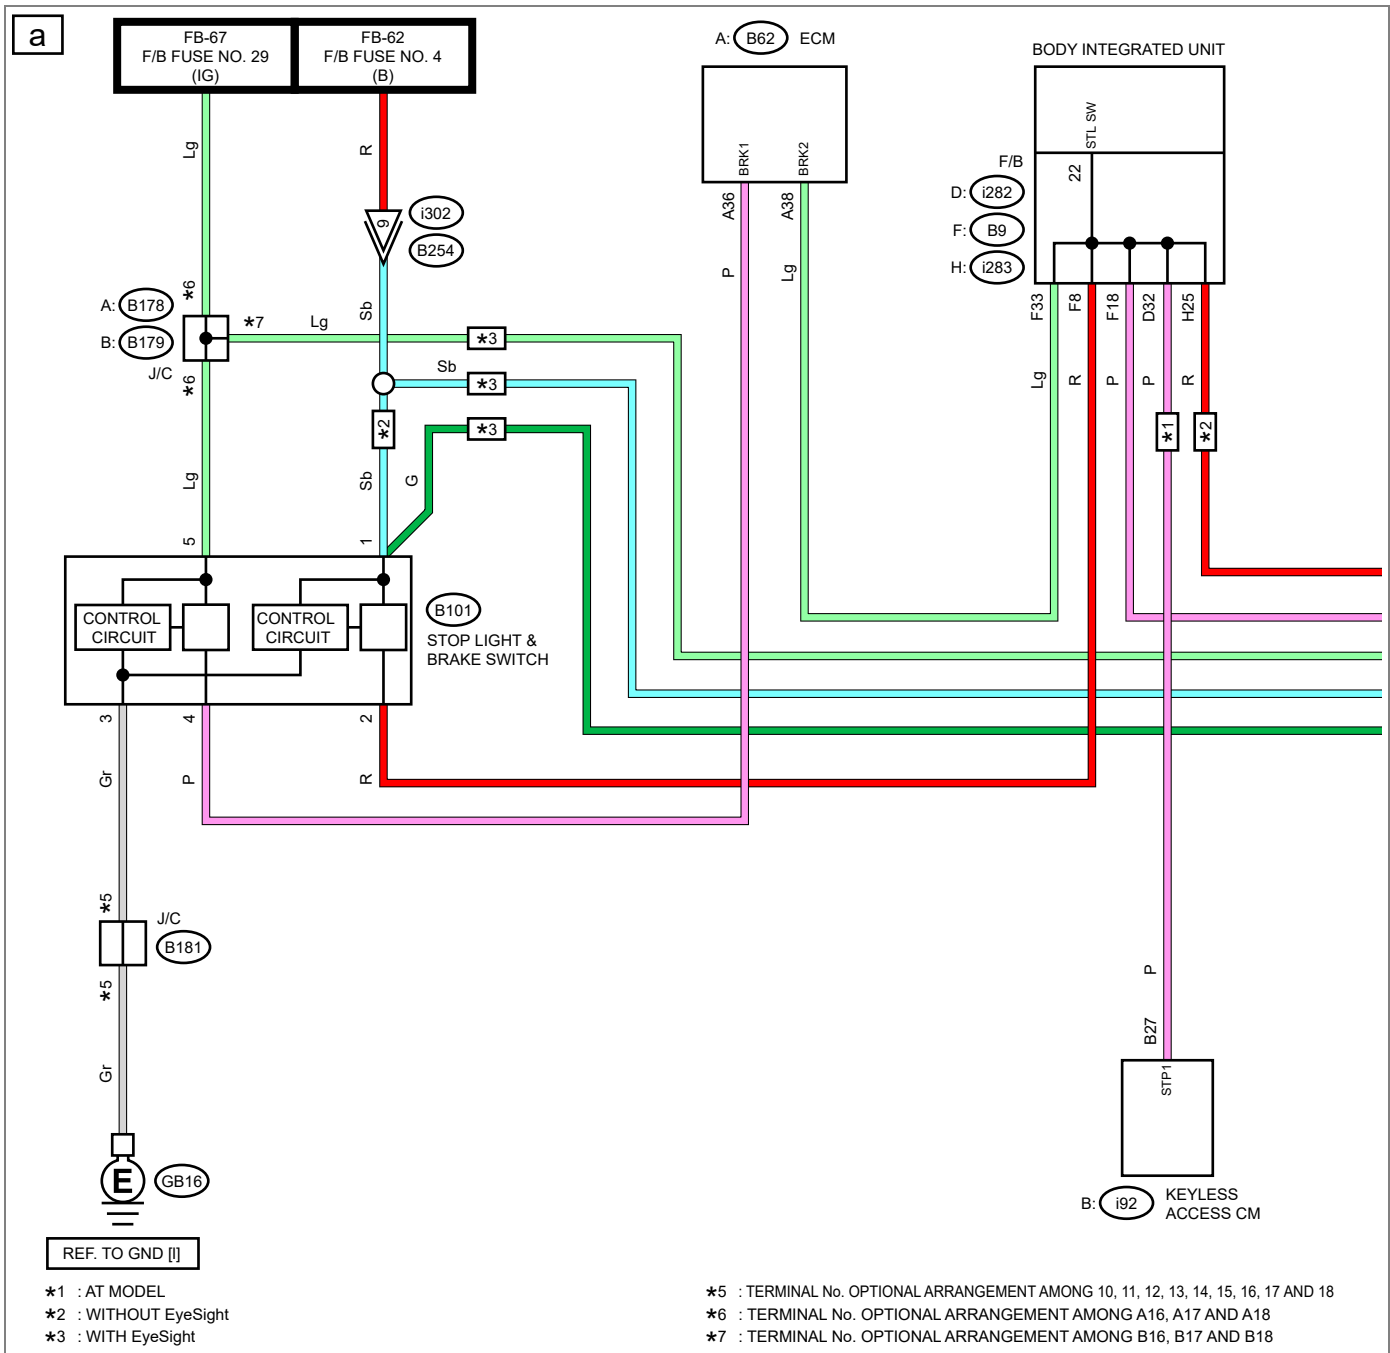 a
FB-67
F/B FUSE NO. 29
(IG)
FB-62
F/B FUSE NO. 4
(B)
A: B62 ECM
BODY INTEGRATED UNIT
Lg
R
BRK1
BRK2
STL SW
F/B
22
D: i282
F: B9
H: i283
A36
A38
P
Lg
9
i302
B254
F33
F8
F18
D32
H25
Lg
R
P
P
R
*1
*2
*6
A: B178
B: B179
J/C
*6
*7
Lg
*3
Sb
Sb
*3
*2
*3
Lg
Sb
G
5
1
CONTROL
CIRCUIT
CONTROL
CIRCUIT
B101
STOP LIGHT &
BRAKE SWITCH
3
4
2
Gr
P
R
*5
J/C
B181
*5
Gr
P
B27
STP1
E
GB16
B: i92
KEYLESS
ACCESS CM
REF. TO GND [I]
*1 : AT MODEL
*2 : WITHOUT EyeSight
*3 : WITH EyeSight
*5 : TERMINAL No. OPTIONAL ARRANGEMENT AMONG 10, 11, 12, 13, 14, 15, 16, 17 AND 18
*6 : TERMINAL No. OPTIONAL ARRANGEMENT AMONG A16, A17 AND A18
*7 : TERMINAL No. OPTIONAL ARRANGEMENT AMONG B16, B17 AND B18